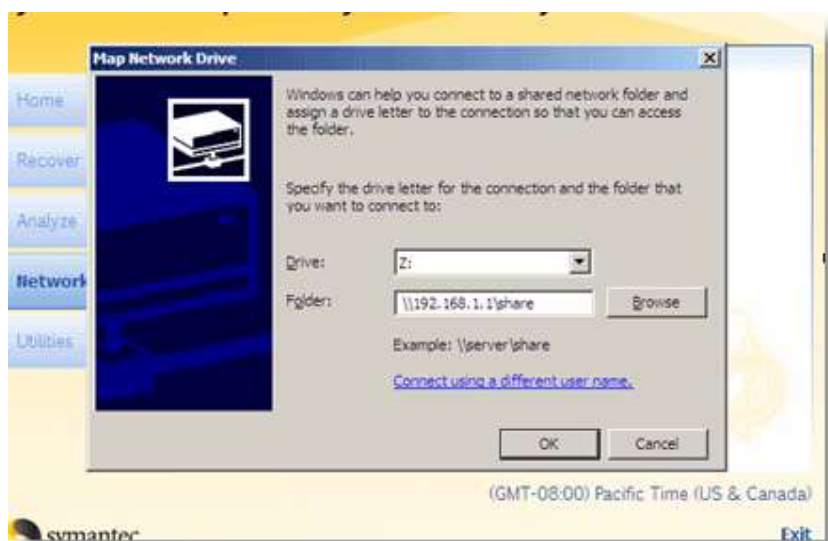 Map Network Drive
Home
Recover
Analyze
Network
Utilities
Windows can help you connect to a shared network folder and
assign a drive letter to the connection so that you can access
the folder.
Specify the drive letter for the connection and the folder that
you want to connect to:
Drive:
Z:
Folder:
\\192.168.1.1\share
Browse
Example: \\server\share
Connect using a different user name.
OK
Cancel
(GMT-08:00) Pacific Time (US & Canada)
symantec
Exit